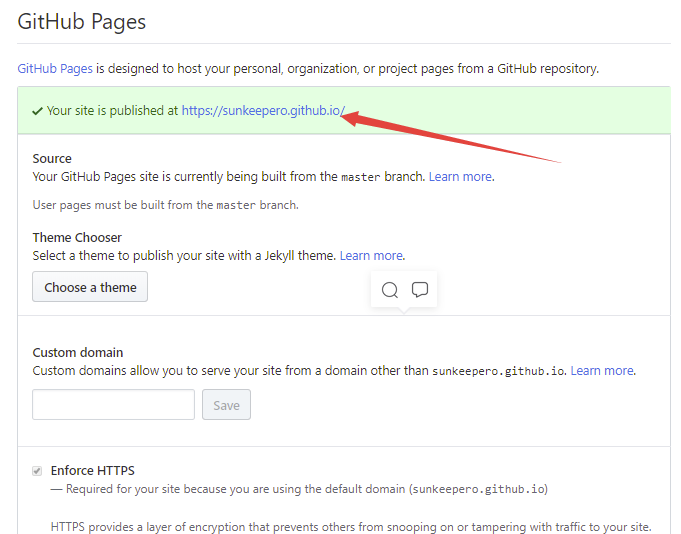 GitHub Pages
GitHub Pages is designed to host your personal, organization, or project pages from a GitHub repository.
Your site is published at https://sunkeepero.github.io/
Source
Your GitHub Pages site is currently being built from the master branch. Learn more.
User pages must be built from the master branch.
Theme Chooser
Select a theme to publish your site with a Jekyll theme. Learn more.
Choose a theme
Custom domain
Custom domains allow you to serve your site from a domain other than sunkeepero.github.io. Learn more.
Save
Enforce HTTPS
— Required for your site because you are using the default domain (sunkeepero.github.io)
HTTPS provides a layer of encryption that prevents others from snooping on or tampering with traffic to your site.